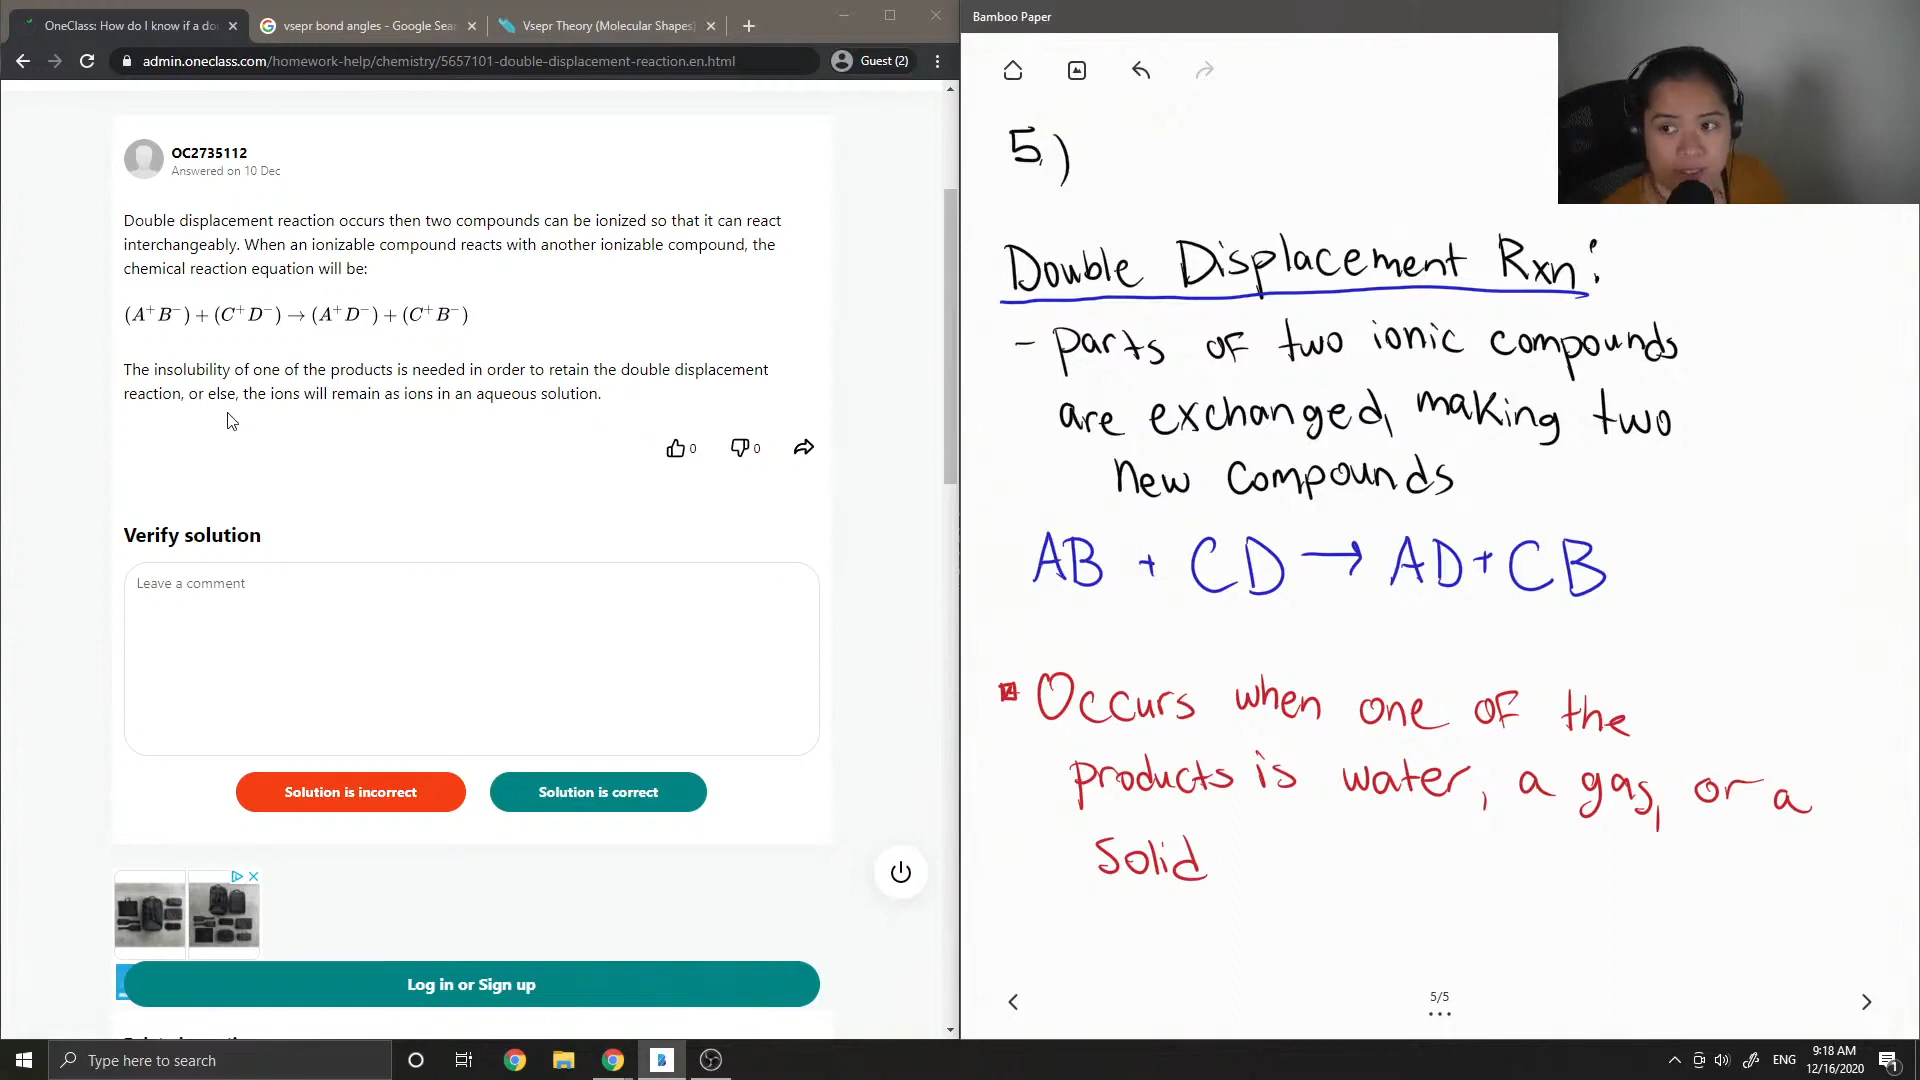 OneClass: How do I know if a dou
vsepr bond angles - Google Sear
Vsepr Theory (Molecular Shapes)
Bamboo Paper
admin.oneclass.com/homework-help/chemistry/5657101-double-displacement-reaction.en.html
Guest (2)
OC2735112
Answered on 10 Dec
Double displacement reaction occurs then two compounds can be ionized so that it can react
interchangeably. When an ionizable compound reacts with another ionizable compound, the
chemical reaction equation will be:
(A⁺B⁻) + (C⁺D⁻) → (A⁺D⁻) + (C⁺B⁻)
The insolubility of one of the products is needed in order to retain the double displacement
reaction, or else, the ions will remain as ions in an aqueous solution.
0
0
Verify solution
Leave a comment
Solution is incorrect
Solution is correct
Log in or Sign up
5.)
Double Displacement Rxn:
- parts of two ionic compounds
are exchanged, making two
new compounds
AB + CD → AD + CB
Occurs when one of the
products is water, a gas, or a
solid
5/5
Type here to search
ENG
9:18 AM
12/16/2020
1